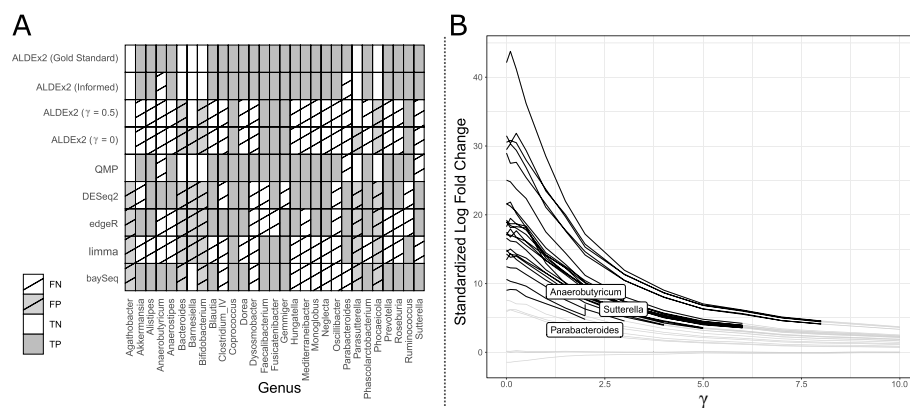 A
ALDEx2 (Gold Standard)
ALDEx2 (Informed)
ALDEx2 (γ = 0.5)
ALDEx2 (γ = 0)
QMP
DESeq2
edgeR
limma
baySeq
FN
FP
TN
TP
Agathobacter
Akkermansia
Alistipes
Anaerobutyricum
Anaerostipes
Bacteroides
Barnesiella
Bifidobacterium
Blautia
Clostridium_IV
Coprococcus
Dorea
Dysosmobacter
Faecalibacterium
Fusicatenibacter
Gemmiger
Hungatella
Mediterraneibacter
Monoglobus
Neglecta
Oscillibacter
Parabacteroides
Parasutterella
Phascolarctobacterium
Phocaeicola
Prevotella
Roseburia
Ruminococcus
Sutterella
Genus
B
Standardized Log Fold Change
40
30
20
10
0
Anaerobutyricum
Sutterella
Parabacteroides
0.0 2.5 5.0 7.5 10.0
γ